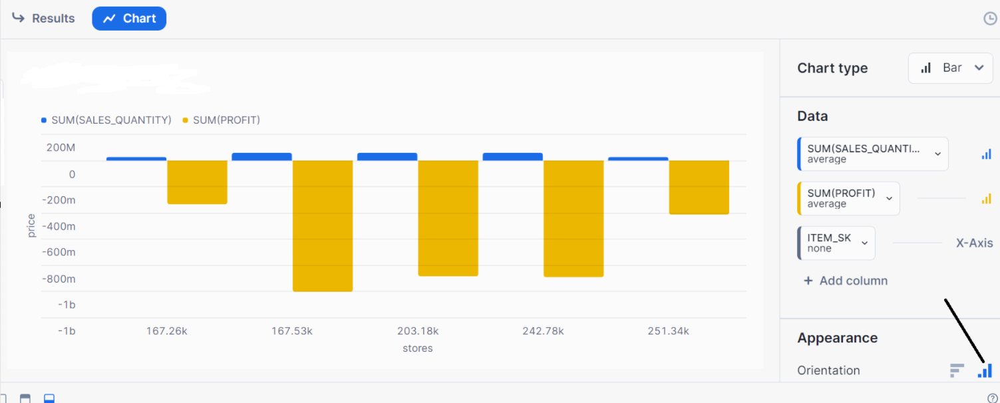 Results
Chart
Chart type
Bar
SUM(SALES_QUANTITY)
SUM(PROFIT)
200M
0
-200m
-400m
-600m
-800m
-1b
-1b
price
167.26k
167.53k
203.18k
242.78k
251.34k
stores
Data
SUM(SALES_QUANTI...
average
SUM(PROFIT)
average
ITEM_SK
none
X-Axis
+ Add column
Appearance
Orientation